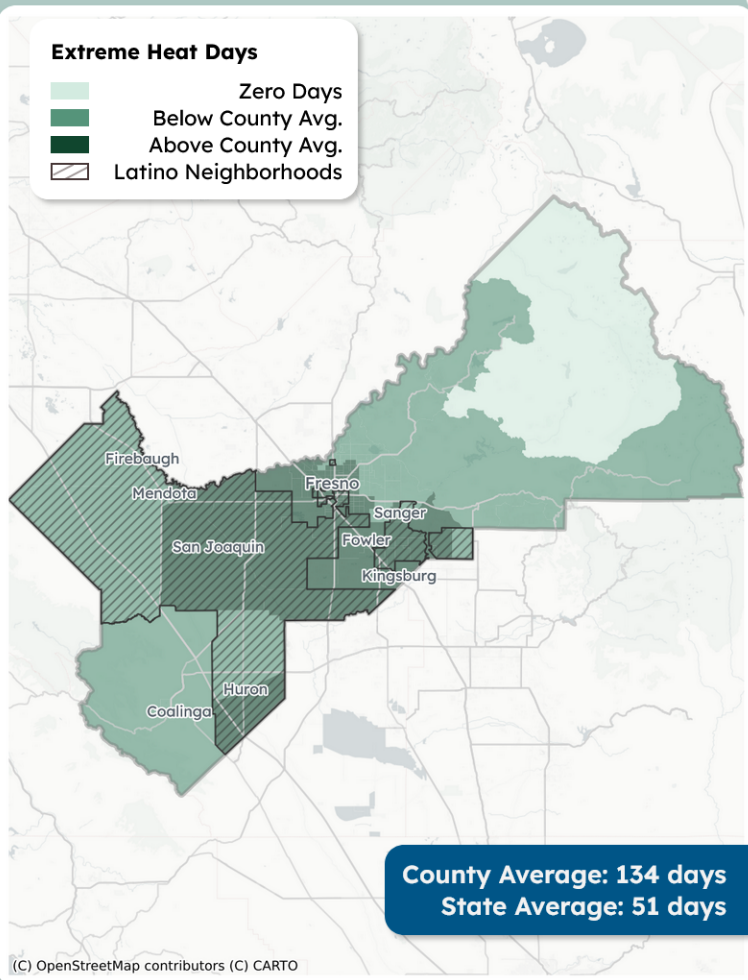 Extreme Heat Days
Zero Days
Below County Avg.
Above County Avg.
Latino Neighborhoods
Firebaugh
Mendota
Fresno
Sanger
San Joaquin
Fowler
Kingsburg
Huron
Coalinga
County Average: 134 days
State Average: 51 days
(C) OpenStreetMap contributors (C) CARTO